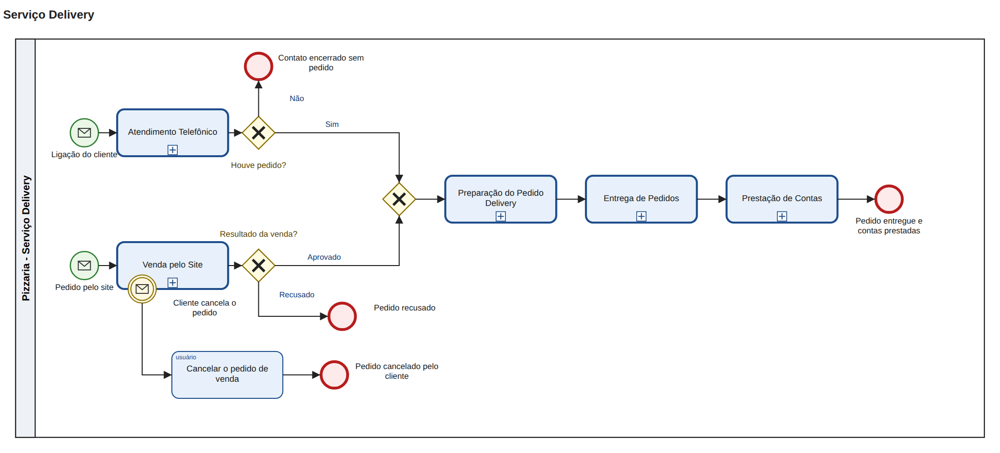 Serviço Delivery
Pizzaria - Serviço Delivery
Contato encerrado sem
pedido
Não
Sim
Atendimento Telefônico
Ligação do cliente
Houve pedido?
Preparação do Pedido
Delivery
Entrega de Pedidos
Prestação de Contas
Pedido entregue e
contas prestadas
Resultado da venda?
Aprovado
Venda pelo Site
Pedido pelo site
Recusado
Cliente cancela o
pedido
Pedido recusado
usuário
Cancelar o pedido de
venda
Pedido cancelado pelo
cliente